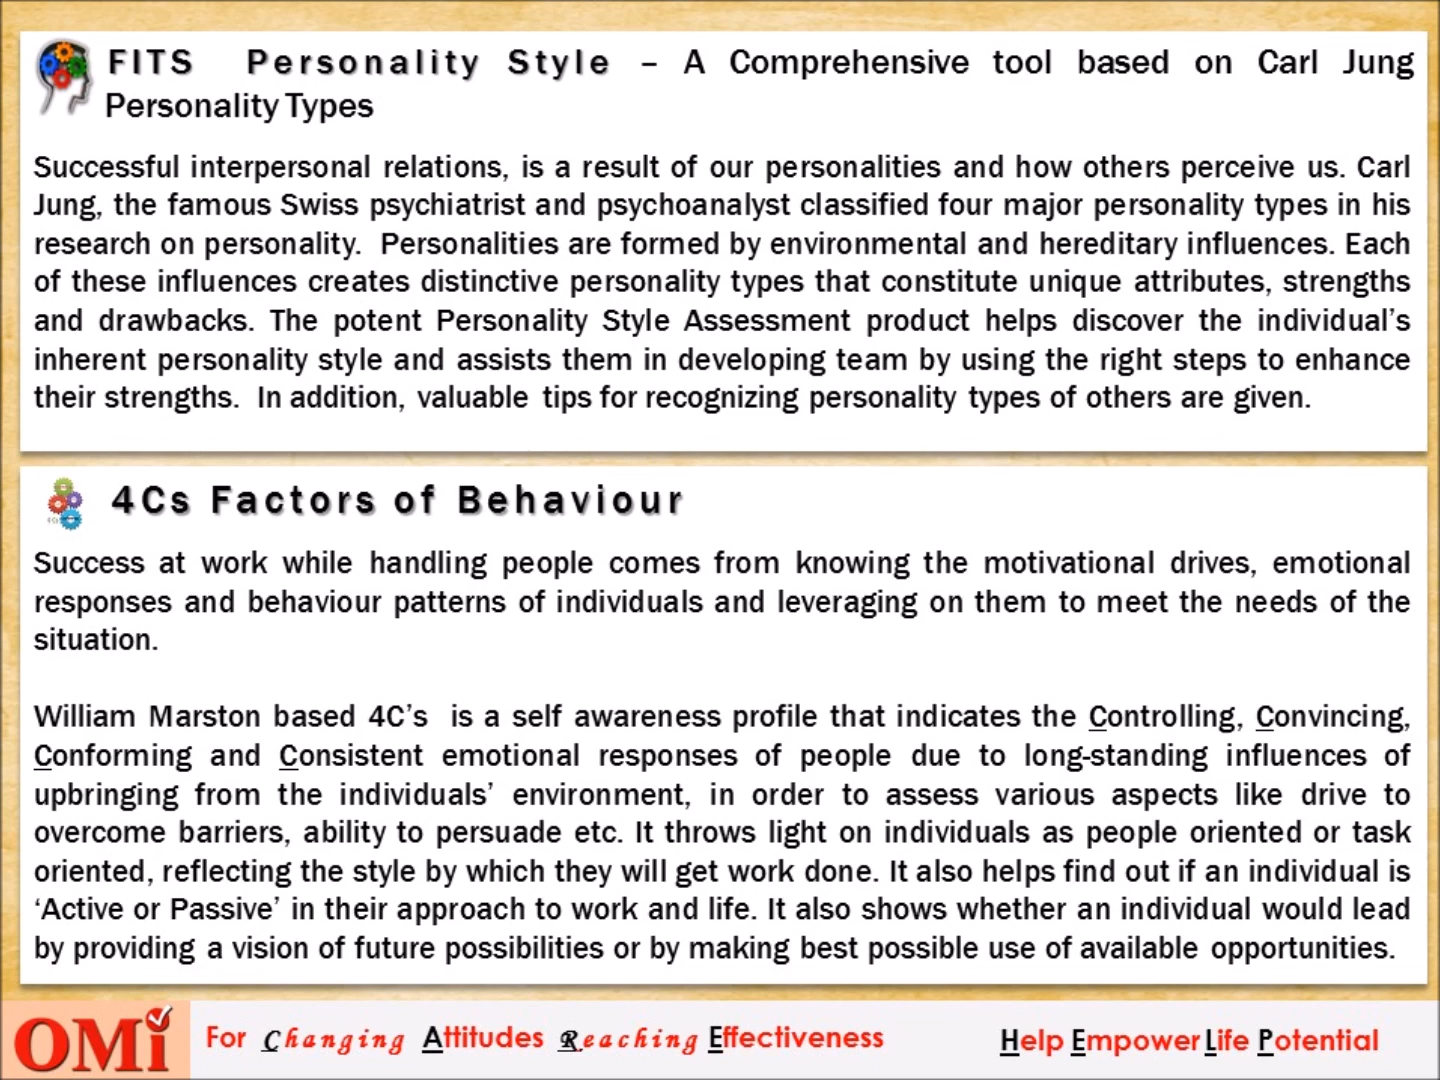 FITS Personality Style – A Comprehensive tool based on Carl Jung
Personality Types
Successful interpersonal relations, is a result of our personalities and how others perceive us. Carl
Jung, the famous Swiss psychiatrist and psychoanalyst classified four major personality types in his
research on personality. Personalities are formed by environmental and hereditary influences. Each
of these influences creates distinctive personality types that constitute unique attributes, strengths
and drawbacks. The potent Personality Style Assessment product helps discover the individual’s
inherent personality style and assists them in developing team by using the right steps to enhance
their strengths. In addition, valuable tips for recognizing personality types of others are given.
4Cs Factors of Behaviour
Success at work while handling people comes from knowing the motivational drives, emotional
responses and behaviour patterns of individuals and leveraging on them to meet the needs of the
situation.
William Marston based 4C’s is a self awareness profile that indicates the Controlling, Convincing,
Conforming and Consistent emotional responses of people due to long-standing influences of
upbringing from the individuals’ environment, in order to assess various aspects like drive to
overcome barriers, ability to persuade etc. It throws light on individuals as people oriented or task
oriented, reflecting the style by which they will get work done. It also helps find out if an individual is
‘Active or Passive’ in their approach to work and life. It also shows whether an individual would lead
by providing a vision of future possibilities or by making best possible use of available opportunities.
OMi For Changing Attitudes Reaching Effectiveness Help Empower Life Potential